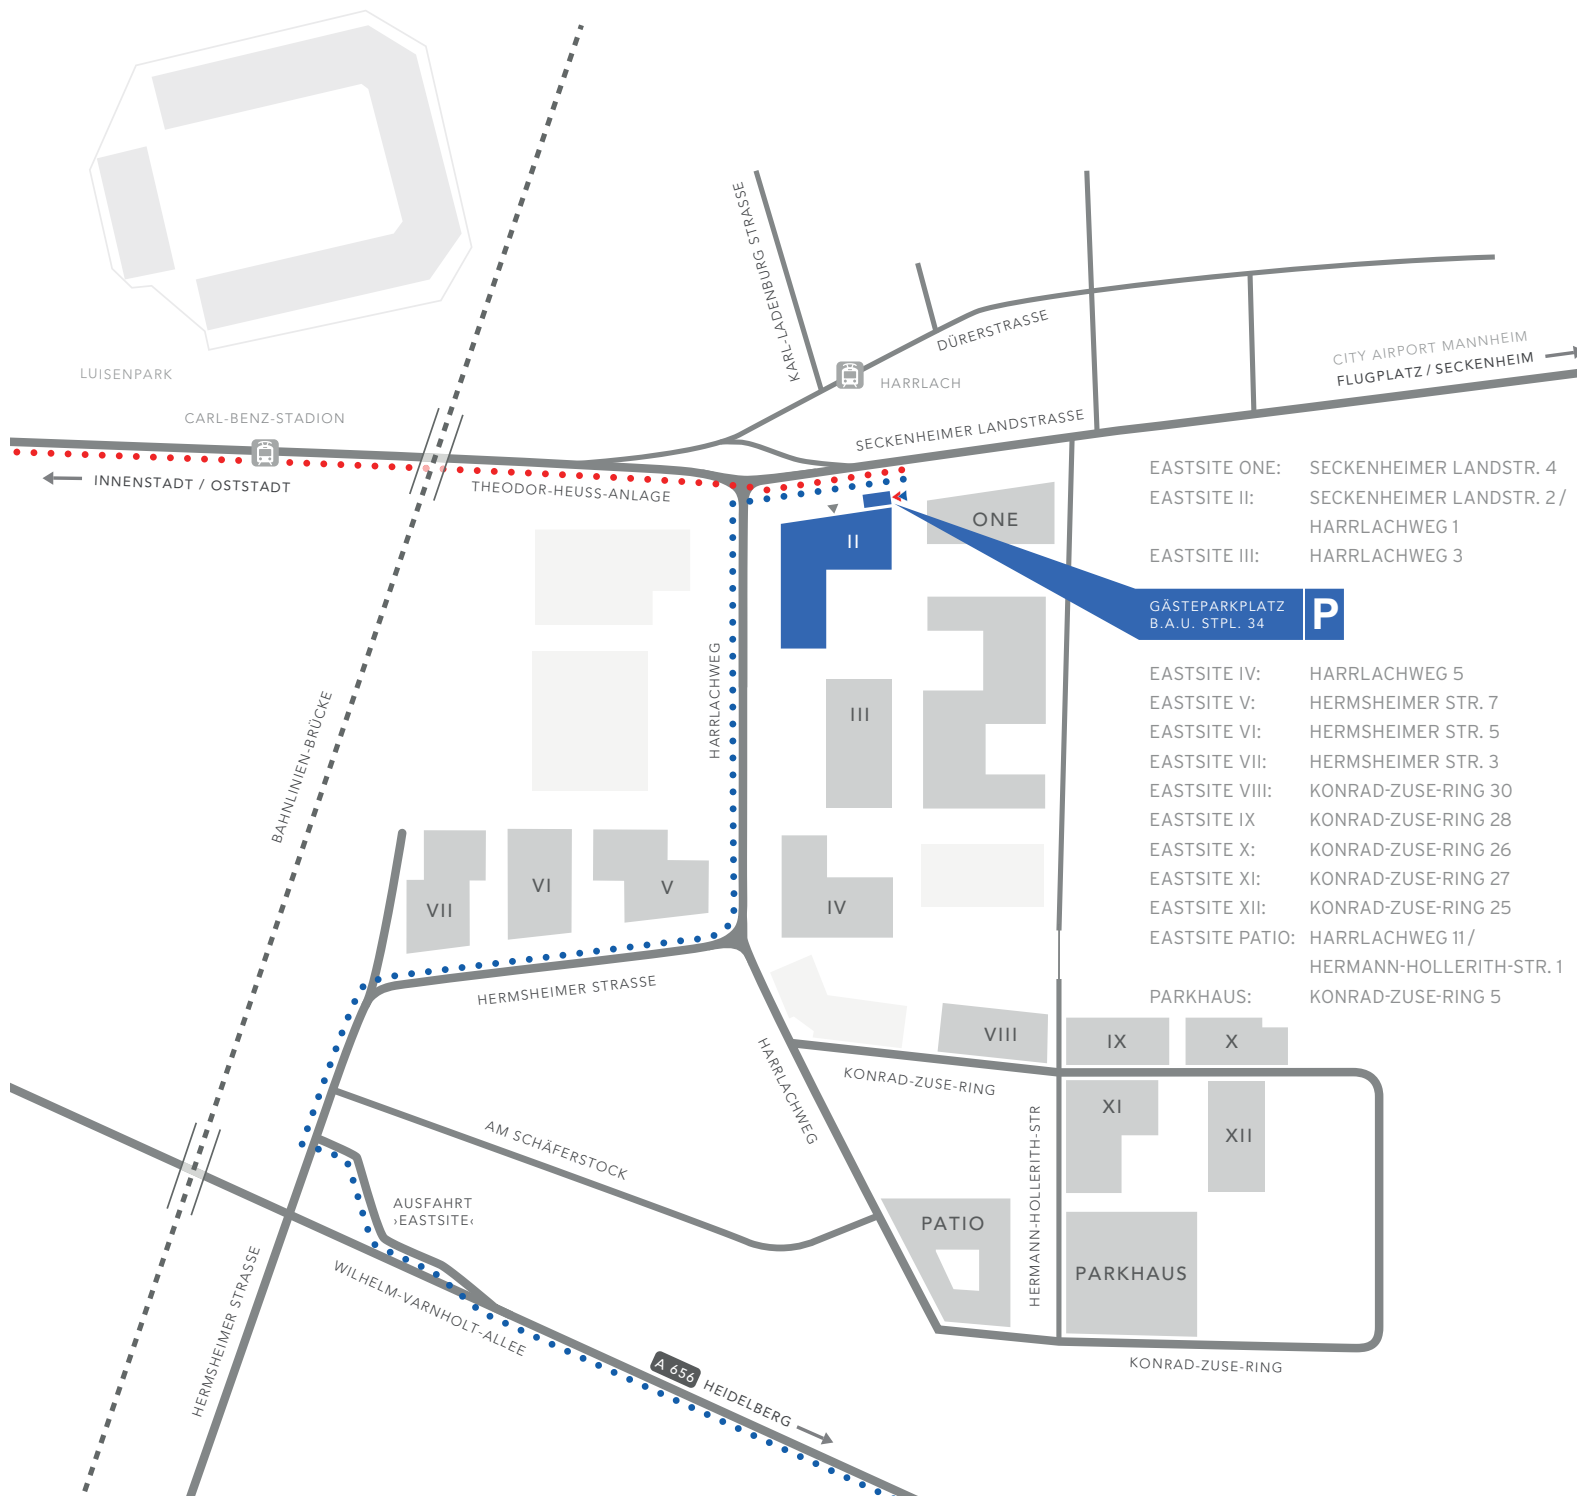 KARL-LADENBURG STRASSE
DÜRERSTRASSE
CITY AIRPORT MANNHEIM
FLUGPLATZ / SECKENHEIM
LUISENPARK
HARRLACH
CARL-BENZ-STADION
SECKENHEIMER LANDSTRASSE
INNENSTADT / OSTSTADT
THEODOR-HEUSS-ANLAGE
ONE
II
EASTSITE ONE: SECKENHEIMER LANDSTR. 4
EASTSITE II: SECKENHEIMER LANDSTR. 2 /
HARRLACHWEG 1
EASTSITE III: HARRLACHWEG 3
GÄSTEPARKPLATZ
B.A.U. STPL. 34
P
EASTSITE IV: HARRLACHWEG 5
EASTSITE V: HERMSHEIMER STR. 7
EASTSITE VI: HERMSHEIMER STR. 5
EASTSITE VII: HERMSHEIMER STR. 3
EASTSITE VIII: KONRAD-ZUSE-RING 30
EASTSITE IX KONRAD-ZUSE-RING 28
EASTSITE X: KONRAD-ZUSE-RING 26
EASTSITE XI: KONRAD-ZUSE-RING 27
EASTSITE XII: KONRAD-ZUSE-RING 25
EASTSITE PATIO: HARRLACHWEG 11 /
HERMANN-HOLLERITH-STR. 1
PARKHAUS: KONRAD-ZUSE-RING 5
HARRLACHWEG
BAHNLINIEN-BRÜCKE
III
VII
VI
V
IV
HERMSHEIMER STRASSE
VIII
IX
X
KONRAD-ZUSE-RING
HARRLACHWEG
XI
XII
HERMANN-HOLLERITH-STR
AM SCHÄFERSTOCK
AUSFAHRT
›EASTSITE‹
PATIO
PARKHAUS
HERMSHEIMER STRASSE
WILHELM-VARNHOLT-ALLEE
A 656
HEIDELBERG
KONRAD-ZUSE-RING